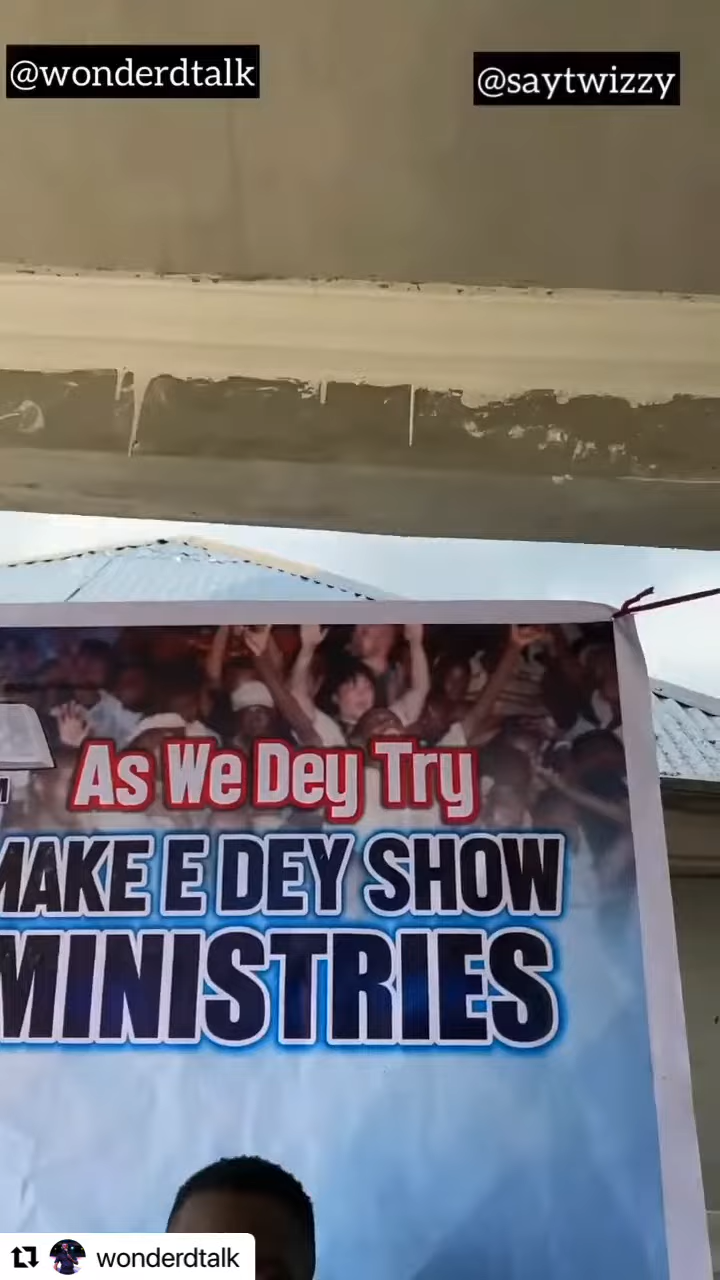 @wonderdtalk
@saytwizzy
As We Dey Try
MAKE E DEY SHOW
MINISTRIES
wonderdtalk